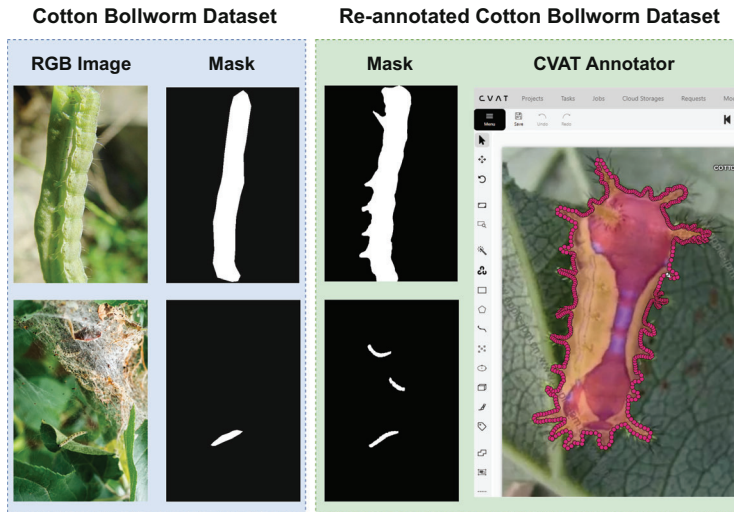 Cotton Bollworm Dataset
Re-annotated Cotton Bollworm Dataset
RGB Image
Mask
Mask
CVAT Annotator
CVAT
Projects
Tasks
Jobs
Cloud Storages
Requests
Menu
Save
Undo
Redo